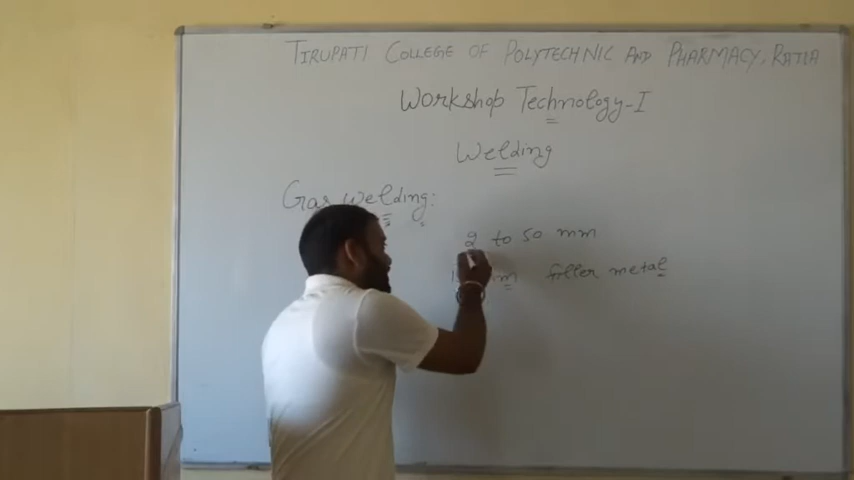 TIRUPATI COLLEGE OF POLYTECHNIC AND PHARMACY, RATIA
Workshop Technology-I
Welding
Gas welding:
2 to 50 mm
filler metal